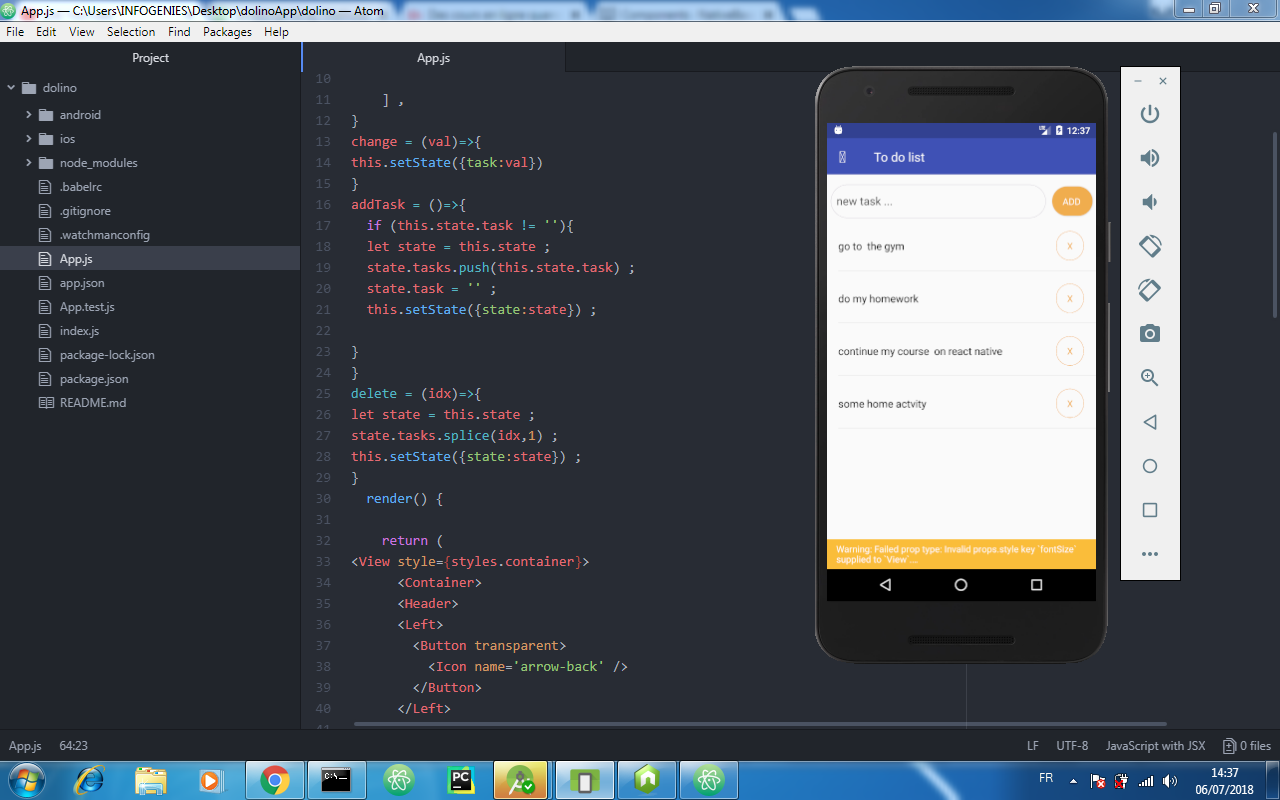 App.js — C:\Users\INFOGENIES\Desktop\dolinoApp\dolino — Atom
File Edit View Selection Find Packages Help
Project
dolino
android
ios
node_modules
.babelrc
.gitignore
.watchmanconfig
App.js
app.json
App.test.js
index.js
package-lock.json
package.json
README.md
App.js
10
11 ] ,
12 }
13 change = (val)=>{
14 this.setState({task:val})
15 }
16 addTask = ()=>{
17 if (this.state.task != ''){
18 let state = this.state ;
19 state.tasks.push(this.state.task) ;
20 state.task = '' ;
21 this.setState({state:state}) ;
22
23 }
24 }
25 delete = (idx)=>{
26 let state = this.state ;
27 state.tasks.splice(idx,1) ;
28 this.setState({state:state}) ;
29 }
30 render() {
31
32 return (
33 <View style={styles.container}>
34 <Container>
35 <Header>
36 <Left>
37 <Button transparent>
38 <Icon name='arrow-back' />
39 </Button>
40 </Left>
12:37
To do list
new task ... ADD
go to the gym X
do my homework X
continue my course on react native X
some home actvity X
Warning: Failed prop type: Invalid props.style key `fontSize`
supplied to `View`...
App.js 64:23 LF UTF-8 JavaScript with JSX 0 files
C:\_
PC
FR
14:37
06/07/2018